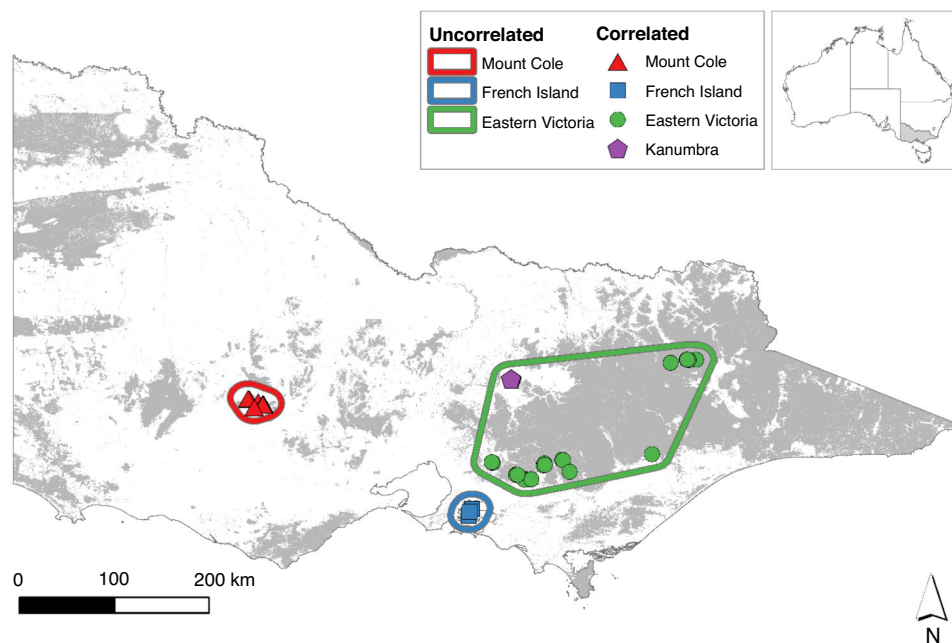 Uncorrelated
Mount Cole
French Island
Eastern Victoria
Correlated
Mount Cole
French Island
Eastern Victoria
Kanumbra
0 100 200 km
N